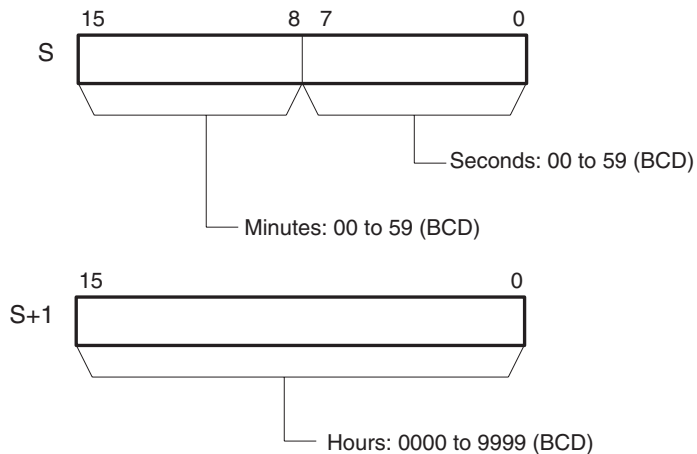 15 8 7 0
S
Seconds: 00 to 59 (BCD)
Minutes: 00 to 59 (BCD)
15 0
S+1
Hours: 0000 to 9999 (BCD)